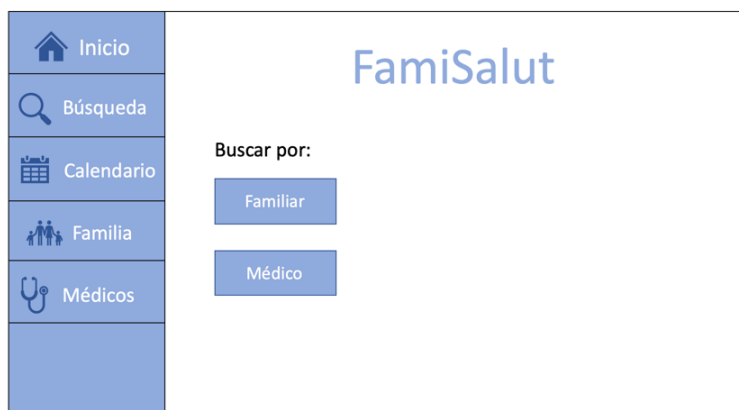 Inicio
Búsqueda
Calendario
Familia
Médicos
FamiSalut
Buscar por:
Familiar
Médico